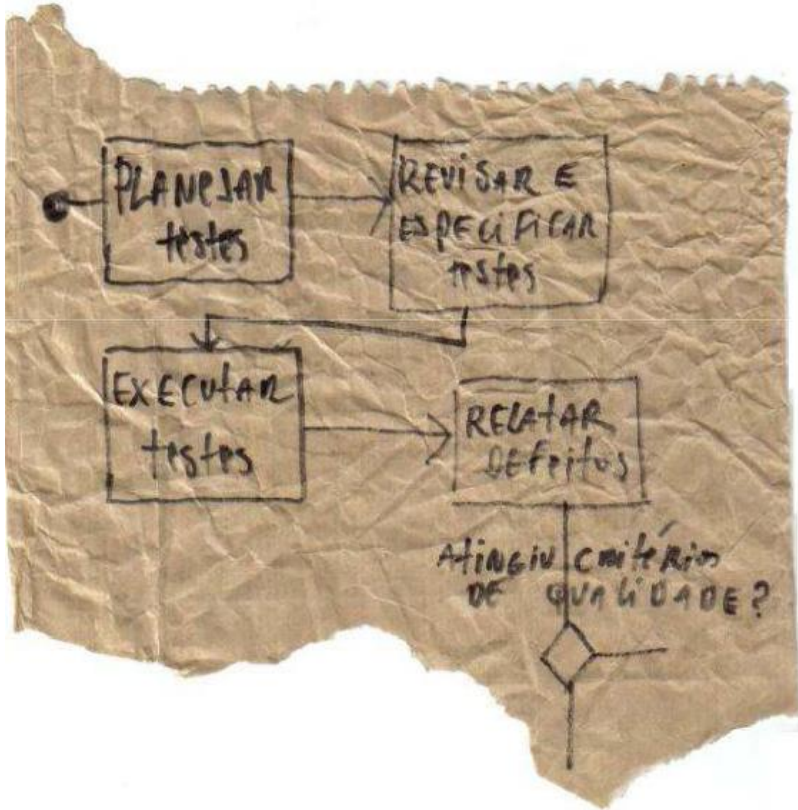 PLANEJAR
testes
REVISAR E
ESPECIFICAR
testes
EXECUTAR
testes
RELATAR
DEFEitos
AtiNGiU CRitÉRios
DE QUALiDADE?